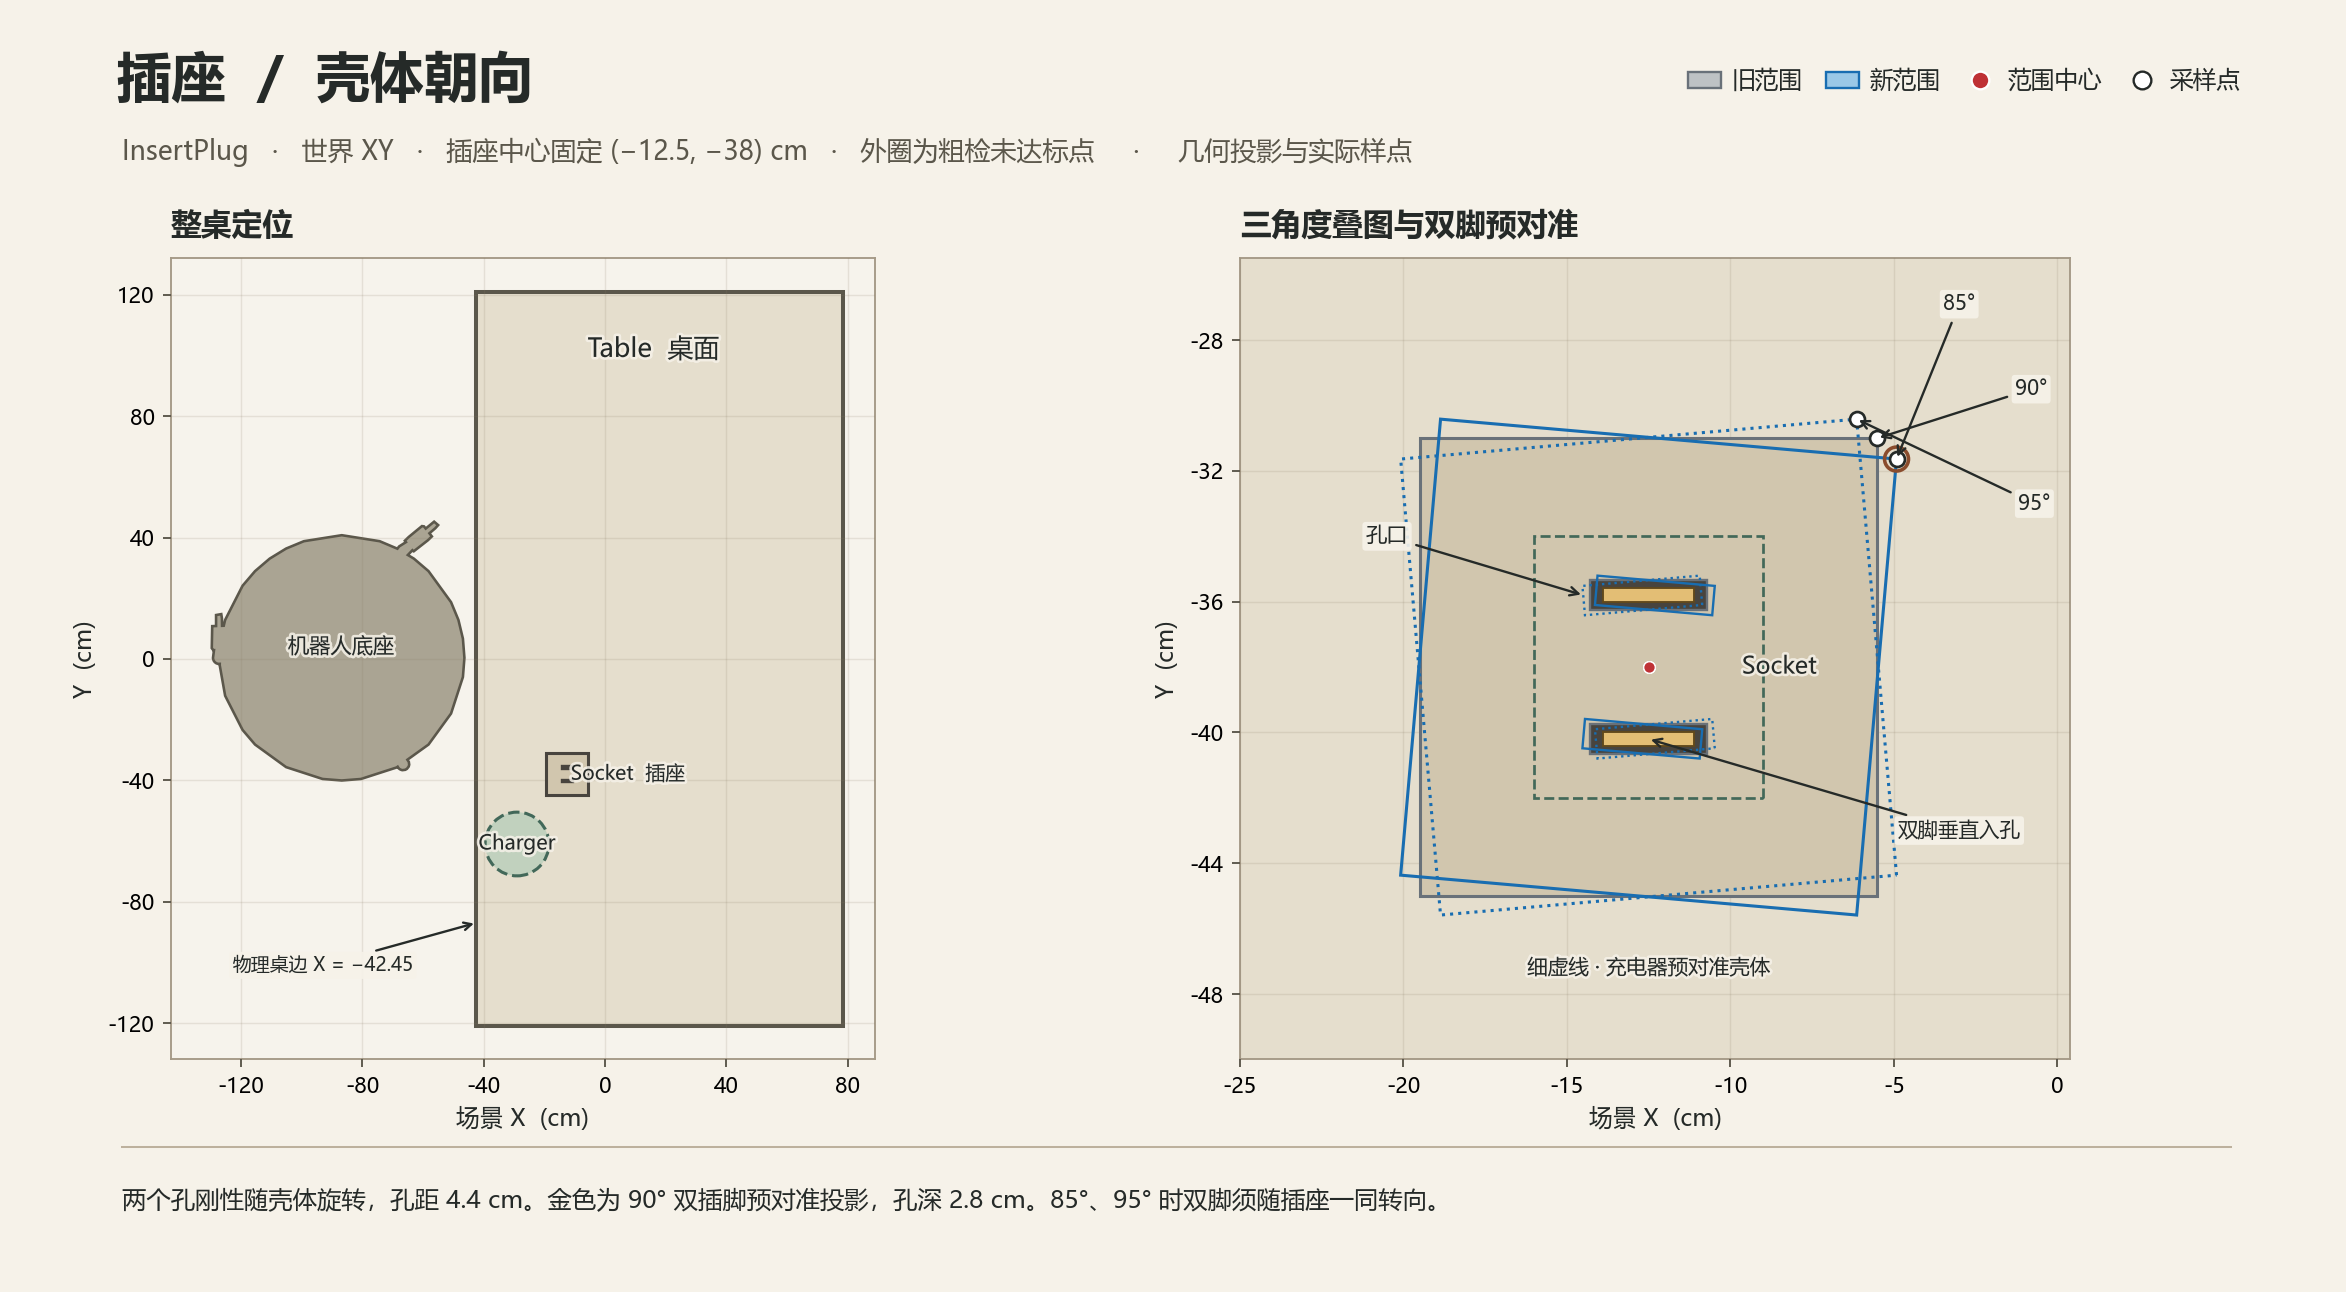 插座 / 壳体朝向
旧范围 新范围 范围中心 采样点
InsertPlug · 世界 XY · 插座中心固定 (−12.5, −38) cm · 外圈为粗检未达标点 · 几何投影与实际样点
整桌定位
120
80
40
0
-40
-80
-120
Y (cm)
Table 桌面
机器人底座
Socket 插座
Charger
物理桌边 X = −42.45
-120 -80 -40 0 40 80
场景 X (cm)
三角度叠图与双脚预对准
-28
-32
-36
-40
-44
-48
Y (cm)
85°
90°
95°
孔口
Socket
双脚垂直入孔
细虚线 · 充电器预对准壳体
-25 -20 -15 -10 -5 0
场景 X (cm)
两个孔刚性随壳体旋转，孔距 4.4 cm。金色为 90° 双插脚预对准投影，孔深 2.8 cm。85°、95° 时双脚须随插座一同转向。